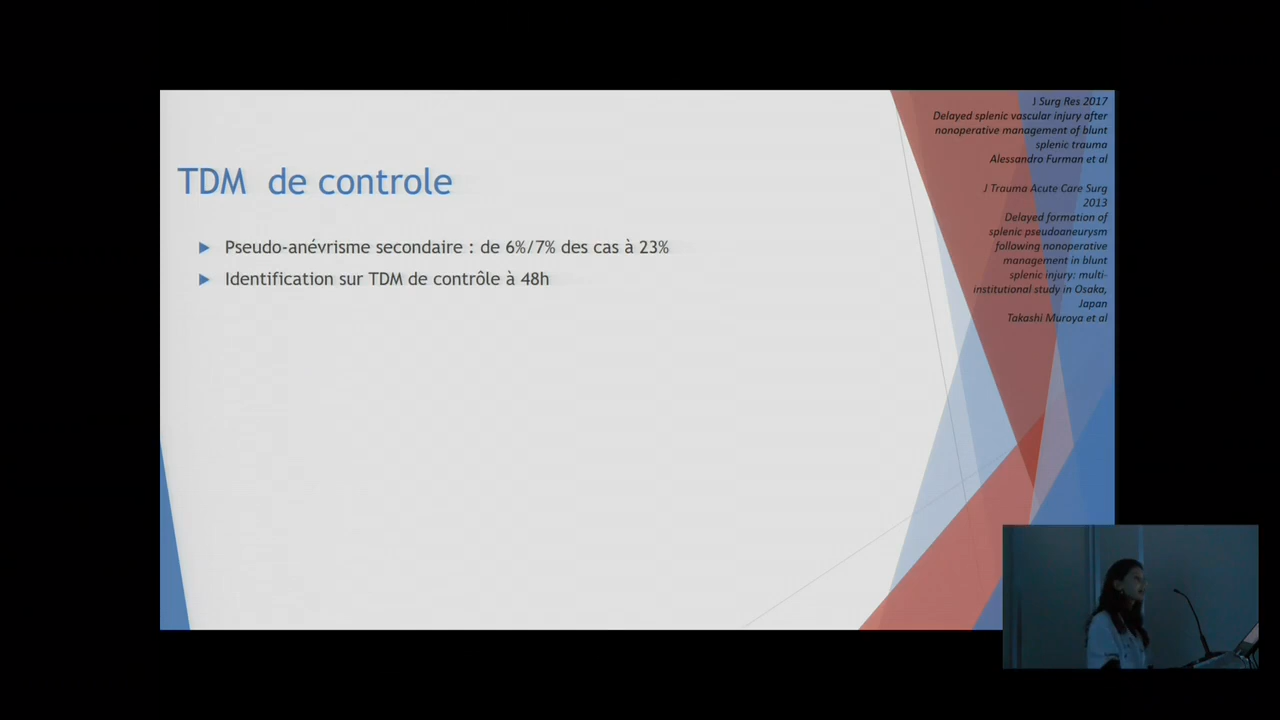 TDM de controle
Pseudo-anévrisme secondaire : de 6%/7% des cas à 23%
Identification sur TDM de contrôle à 48h
J Surg Res 2017
Delayed splenic vascular injury after
nonoperative management of blunt
splenic trauma
Alessandro Furman et al
J Trauma Acute Care Surg
2013
Delayed formation of
splenic pseudoaneurysm
following nonoperative
management in blunt
splenic injury: multi-
institutional study in Osaka,
Japan
Takashi Muroya et al